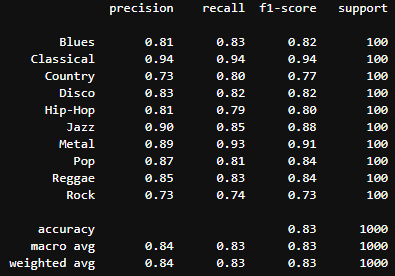 precision recall f1-score support
Blues 0.81 0.83 0.82 100
Classical 0.94 0.94 0.94 100
Country 0.73 0.80 0.77 100
Disco 0.83 0.82 0.82 100
Hip-Hop 0.81 0.79 0.80 100
Jazz 0.90 0.85 0.88 100
Metal 0.89 0.93 0.91 100
Pop 0.87 0.81 0.84 100
Reggae 0.85 0.83 0.84 100
Rock 0.73 0.74 0.73 100
accuracy 0.83 1000
macro avg 0.84 0.83 0.83 1000
weighted avg 0.84 0.83 0.83 1000